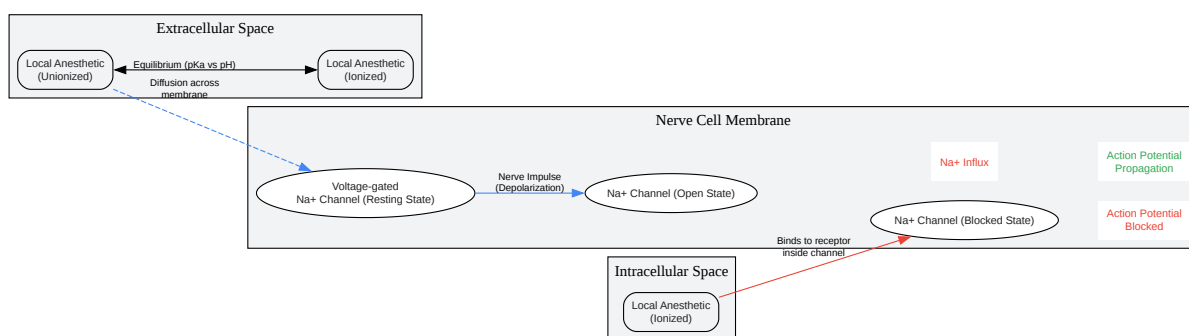 Extracellular Space
Local Anesthetic
(Unionized)
Equilibrium (pKa vs pH)
Local Anesthetic
(Ionized)
Diffusion across
membrane
Nerve Cell Membrane
Voltage-gated
Na+ Channel (Resting State)
Nerve Impulse
(Depolarization)
Na+ Channel (Open State)
Na+ Influx
Action Potential
Propagation
Na+ Channel (Blocked State)
Action Potential
Blocked
Binds to receptor
inside channel
Intracellular Space
Local Anesthetic
(Ionized)